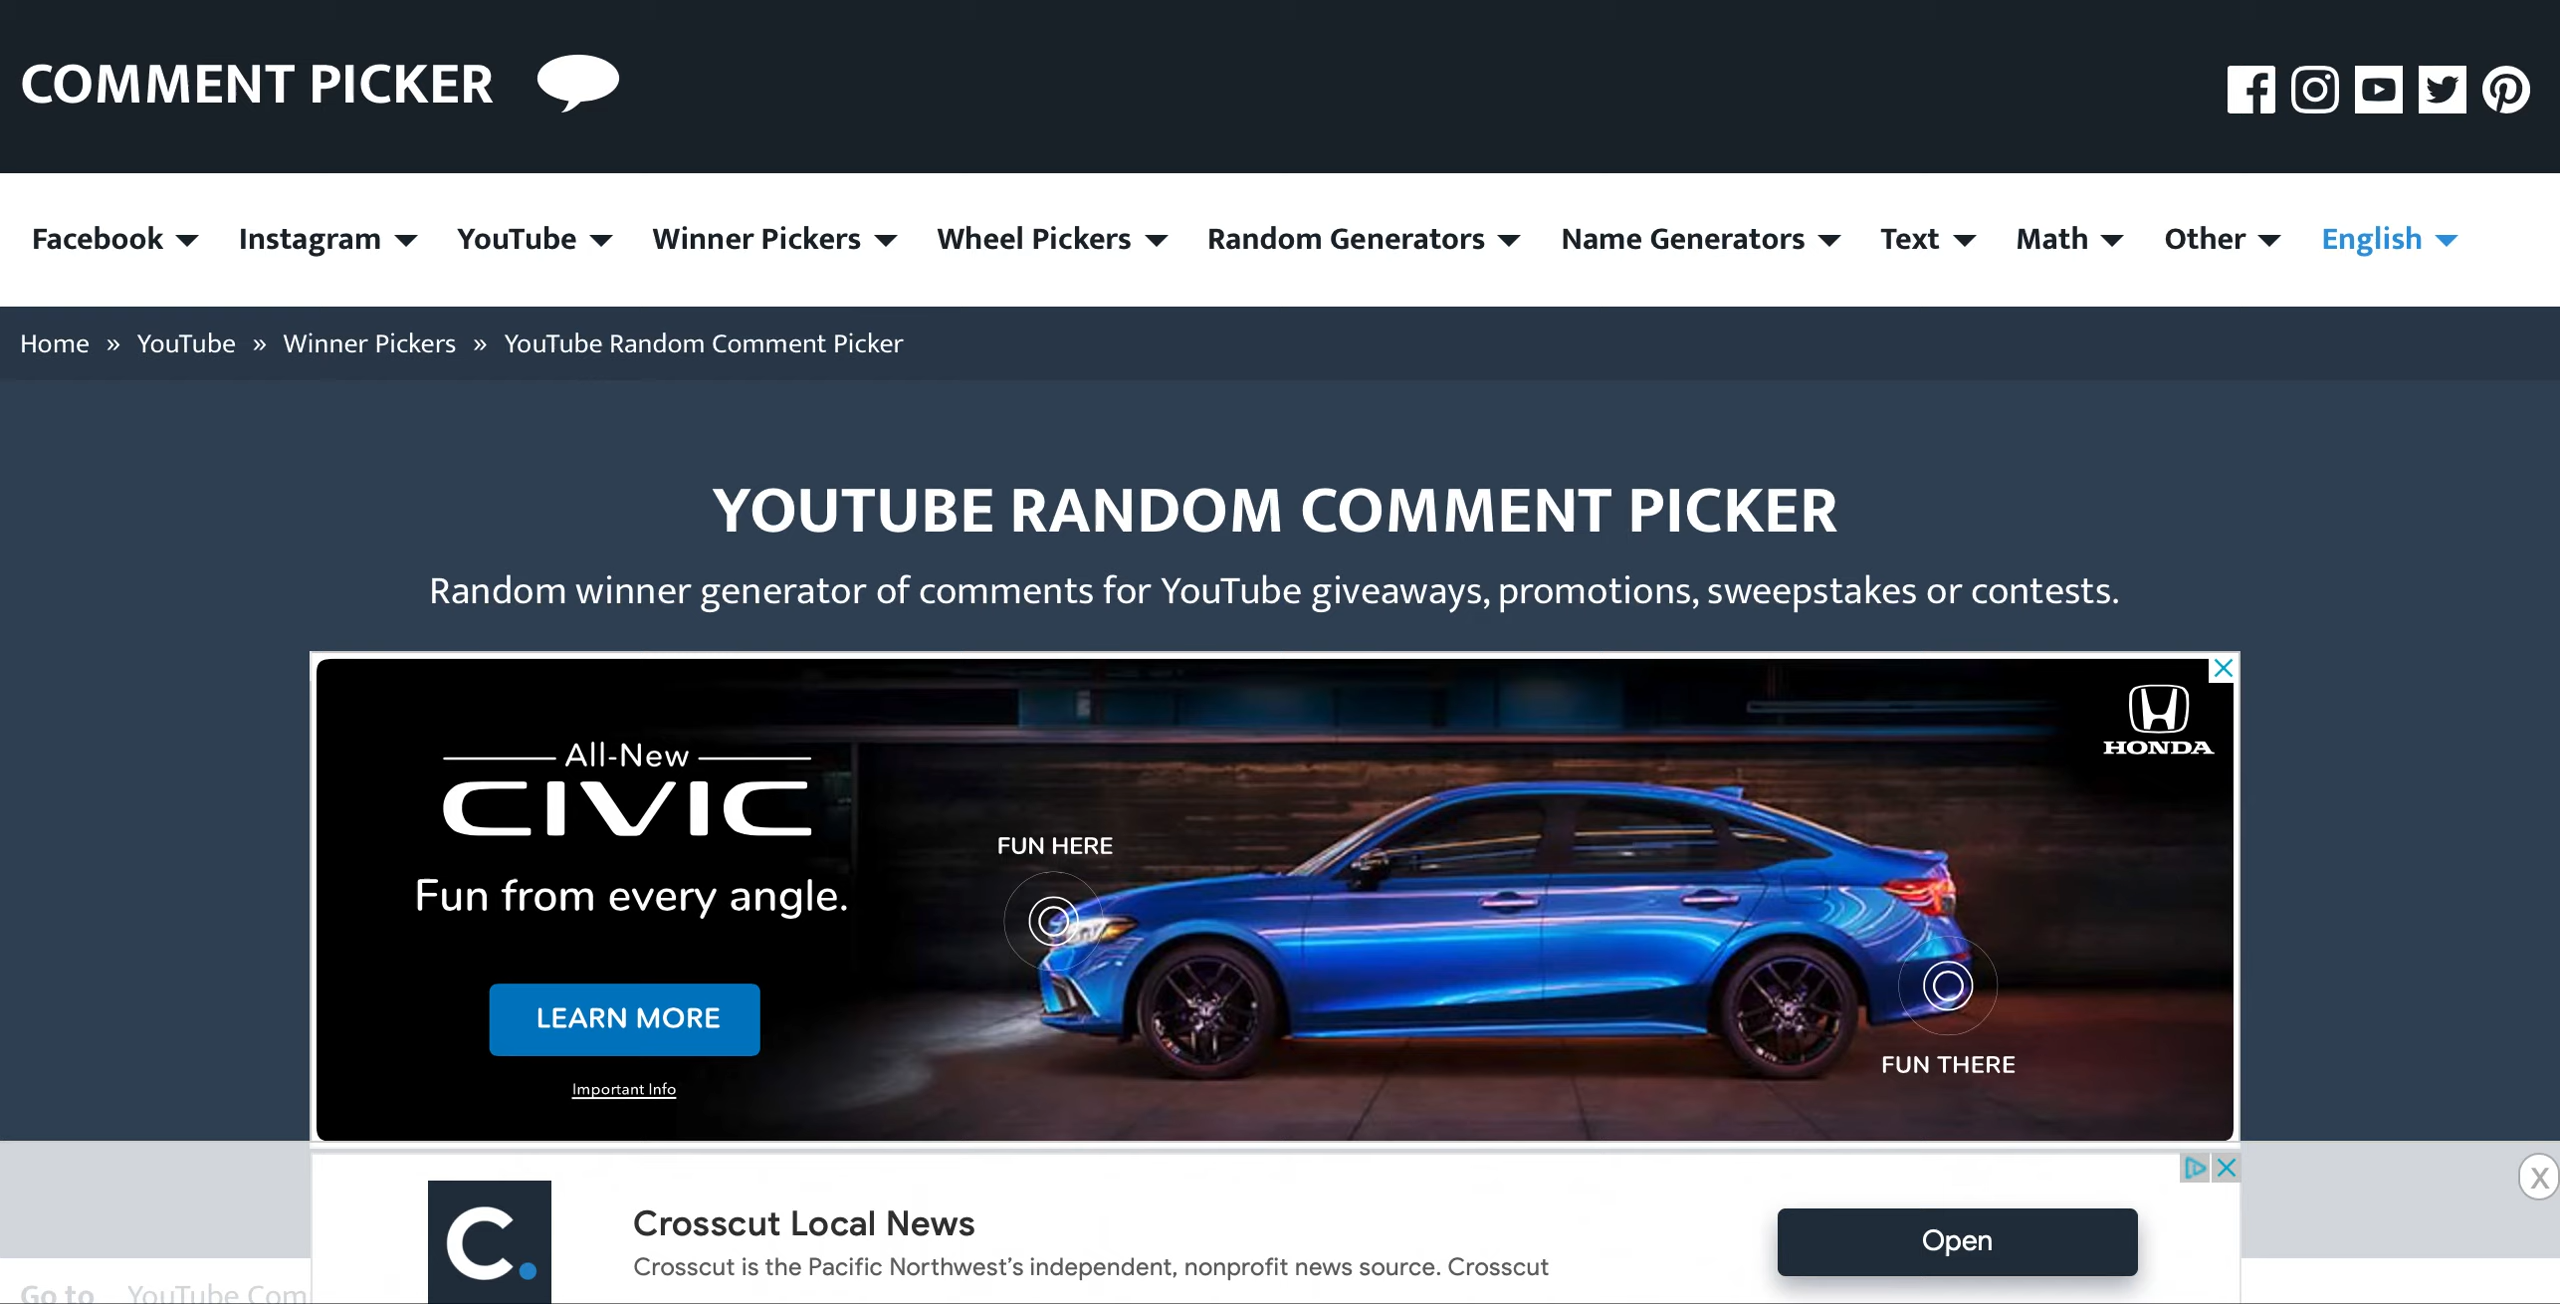 COMMENT PICKER
Facebook Instagram YouTube Winner Pickers Wheel Pickers Random Generators Name Generators Text Math Other English
Home » YouTube » Winner Pickers » YouTube Random Comment Picker
YOUTUBE RANDOM COMMENT PICKER
Random winner generator of comments for YouTube giveaways, promotions, sweepstakes or contests.
All-New
CIVIC
Fun from every angle.
LEARN MORE
Important Info
FUN HERE
FUN THERE
HONDA
Crosscut Local News
Crosscut is the Pacific Northwest's independent, nonprofit news source. Crosscut
Open
X
C.
Go to YouTube Com